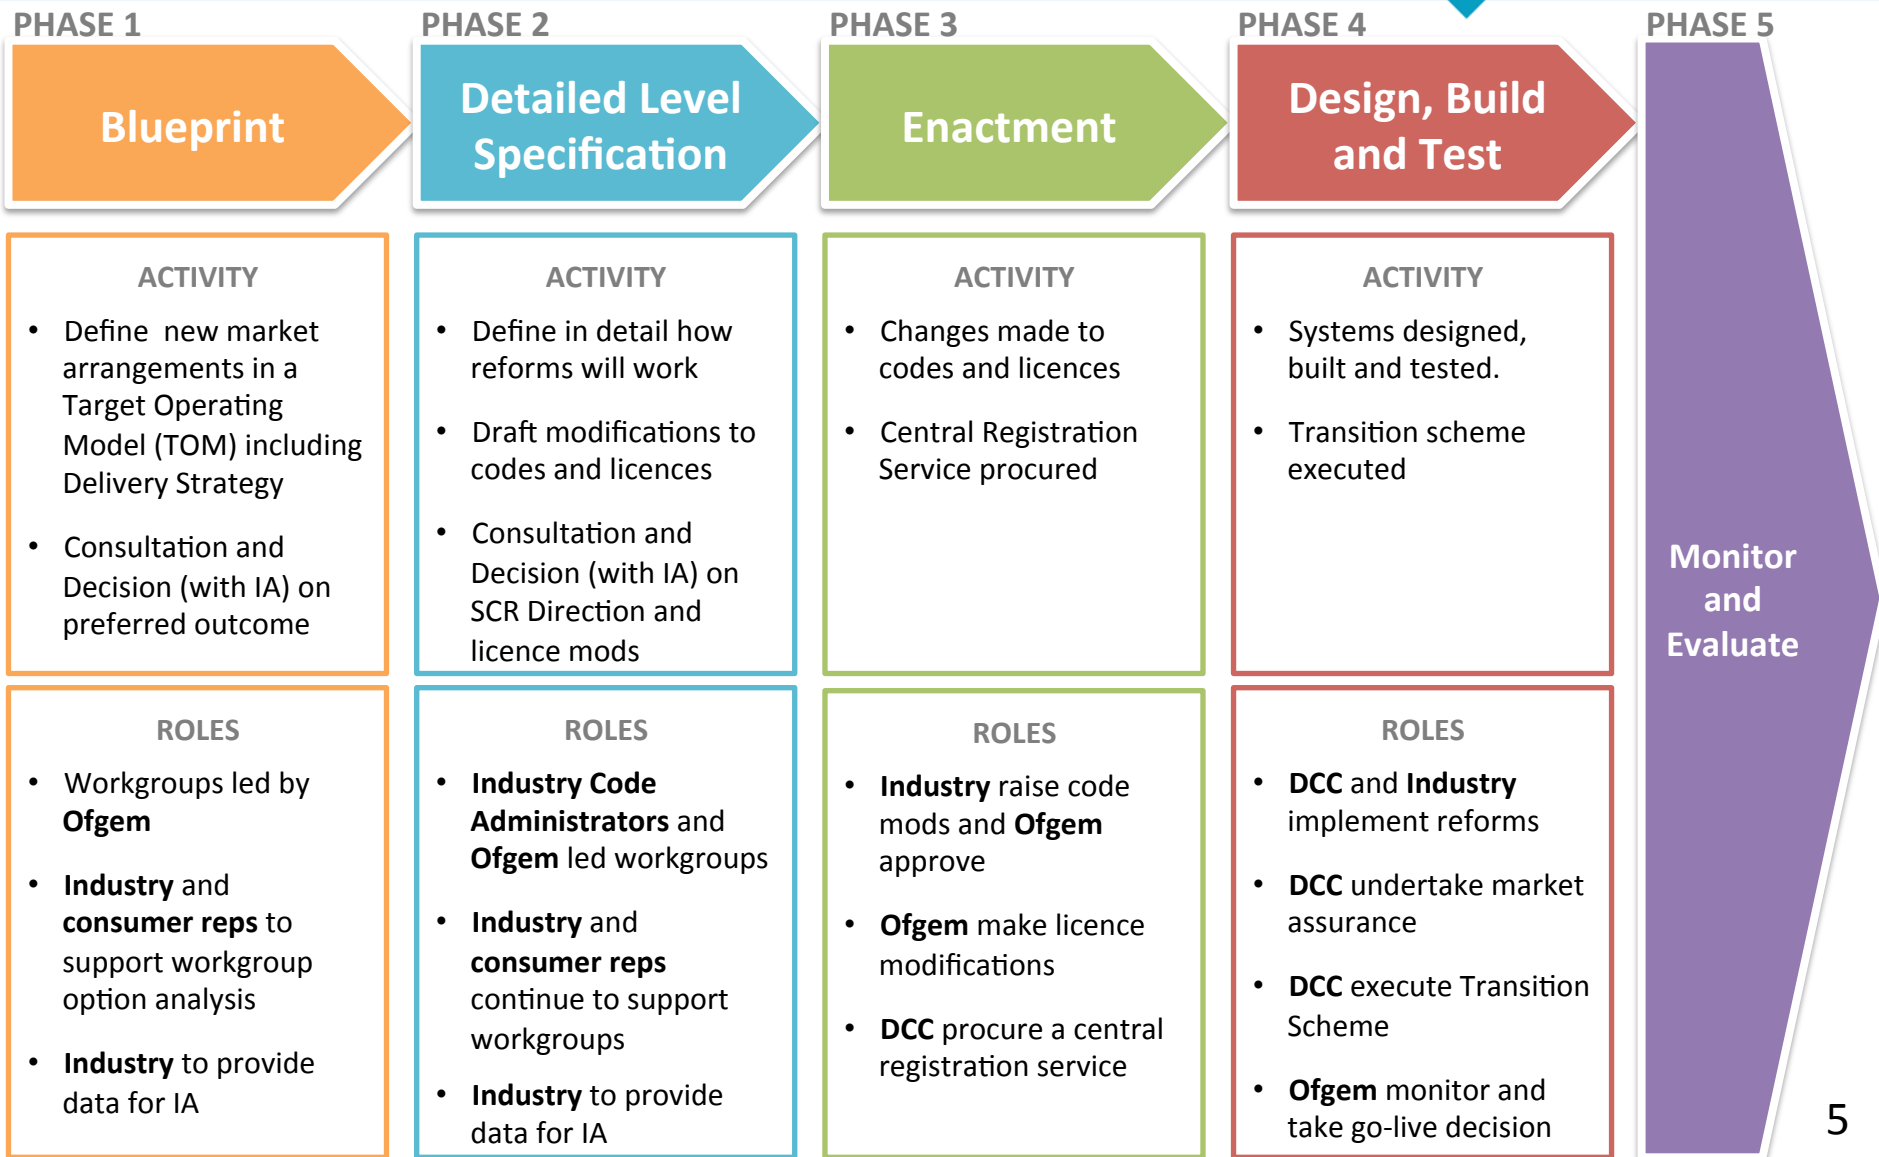 PHASE 1
Blueprint
ACTIVITY
• Define  new market
arrangements in a
Target Operating
Model (TOM) including
Delivery Strategy
• Consultation and
Decision (with IA) on
preferred outcome
ROLES
• Workgroups led by
Ofgem
• Industry and
consumer reps to
support workgroup
option analysis
• Industry to provide
data for IA
PHASE 2
Detailed Level
Specification
ACTIVITY
• Define in detail how
reforms will work
• Draft modifications to
codes and licences
• Consultation and
Decision (with IA) on
SCR Direction and
licence mods
ROLES
• Industry Code
Administrators and
Ofgem led workgroups
• Industry and
consumer reps
continue to support
workgroups
• Industry to provide
data for IA
PHASE 3
Enactment
ACTIVITY
• Changes made to
codes and licences
• Central Registration
Service procured
ROLES
• Industry raise code
mods and Ofgem
approve
• Ofgem make licence
modifications
• DCC procure a central
registration service
PHASE 4
Design, Build
and Test
ACTIVITY
• Systems designed,
built and tested.
• Transition scheme
executed
ROLES
• DCC and Industry
implement reforms
• DCC undertake market
assurance
• DCC execute Transition
Scheme
• Ofgem monitor and
take go-live decision
PHASE 5
Monitor
and
Evaluate
5